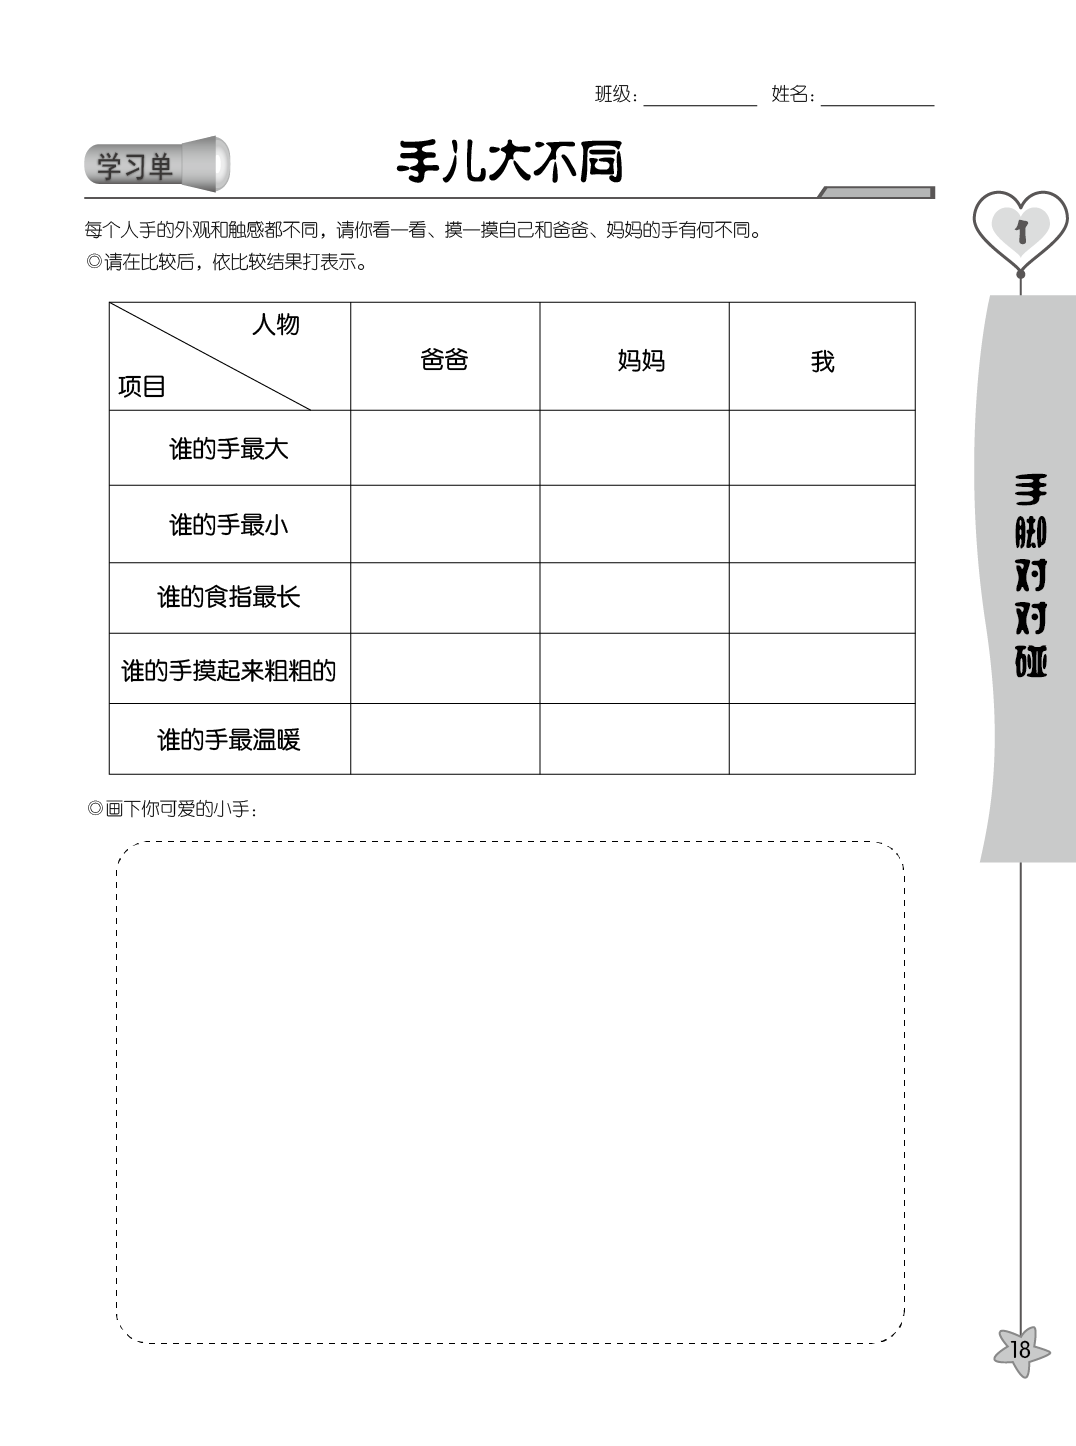 班级：　　　姓名：
学习单
手儿大不同
每个人手的外观和触感都不同，请你看一看、摸一摸自己和爸爸、妈妈的手有何不同。
◎请在比较后，依比较结果打表示。
人物
项目
爸爸
妈妈
我
谁的手最大
谁的手最小
谁的食指最长
谁的手摸起来粗粗的
谁的手最温暖
◎画下你可爱的小手：
1
手脚对对碰
18